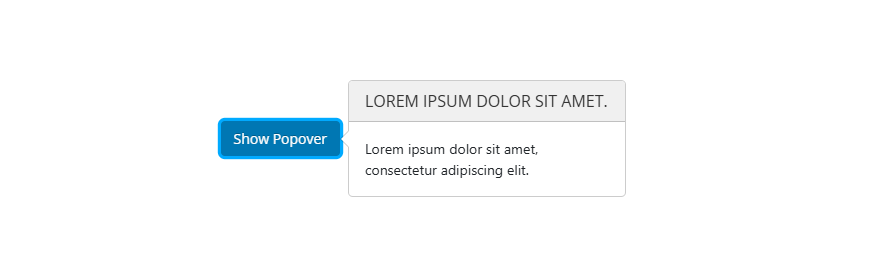 Show Popover
LOREM IPSUM DOLOR SIT AMET.
Lorem ipsum dolor sit amet,
consectetur adipiscing elit.